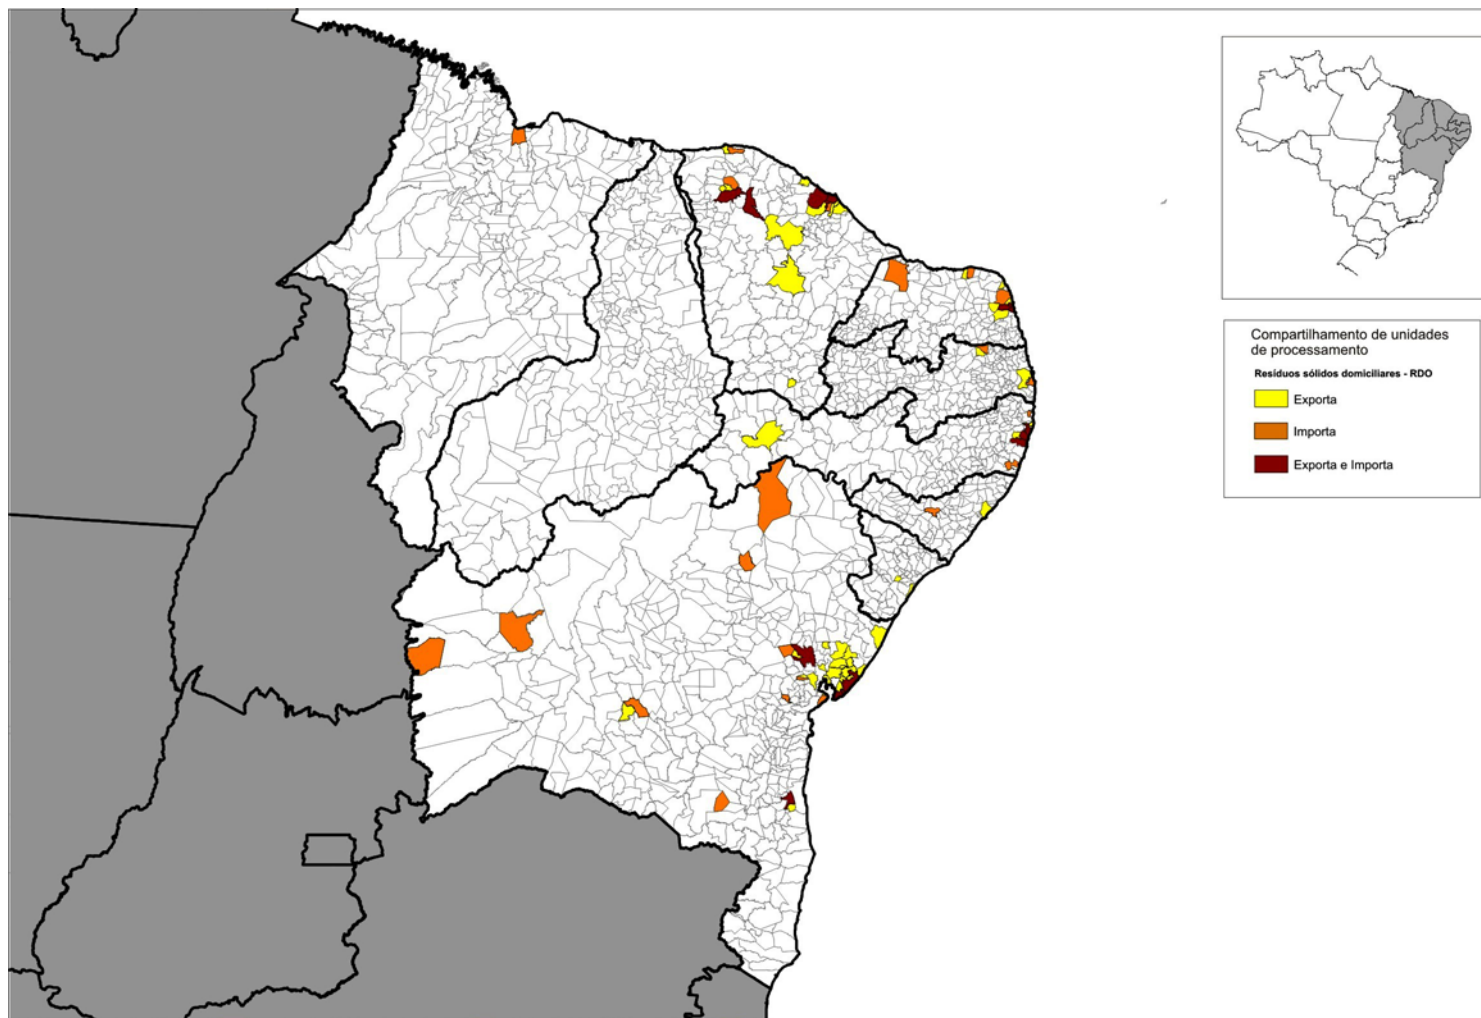 Compartilhamento de unidades
de processamento
Resíduos sólidos domiciliares - RDO
Exporta
Importa
Exporta e Importa